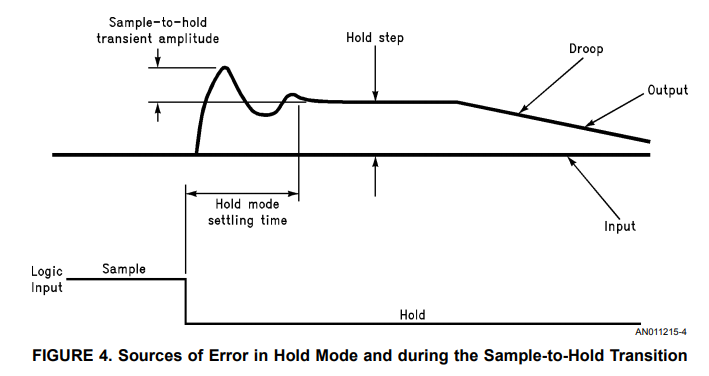 Sample-to-hold
transient amplitude
Hold step
Droop
Output
Hold mode
settling time
Input
Logic
Input
Sample
Hold
AN011215-4
FIGURE 4. Sources of Error in Hold Mode and during the Sample-to-Hold Transition